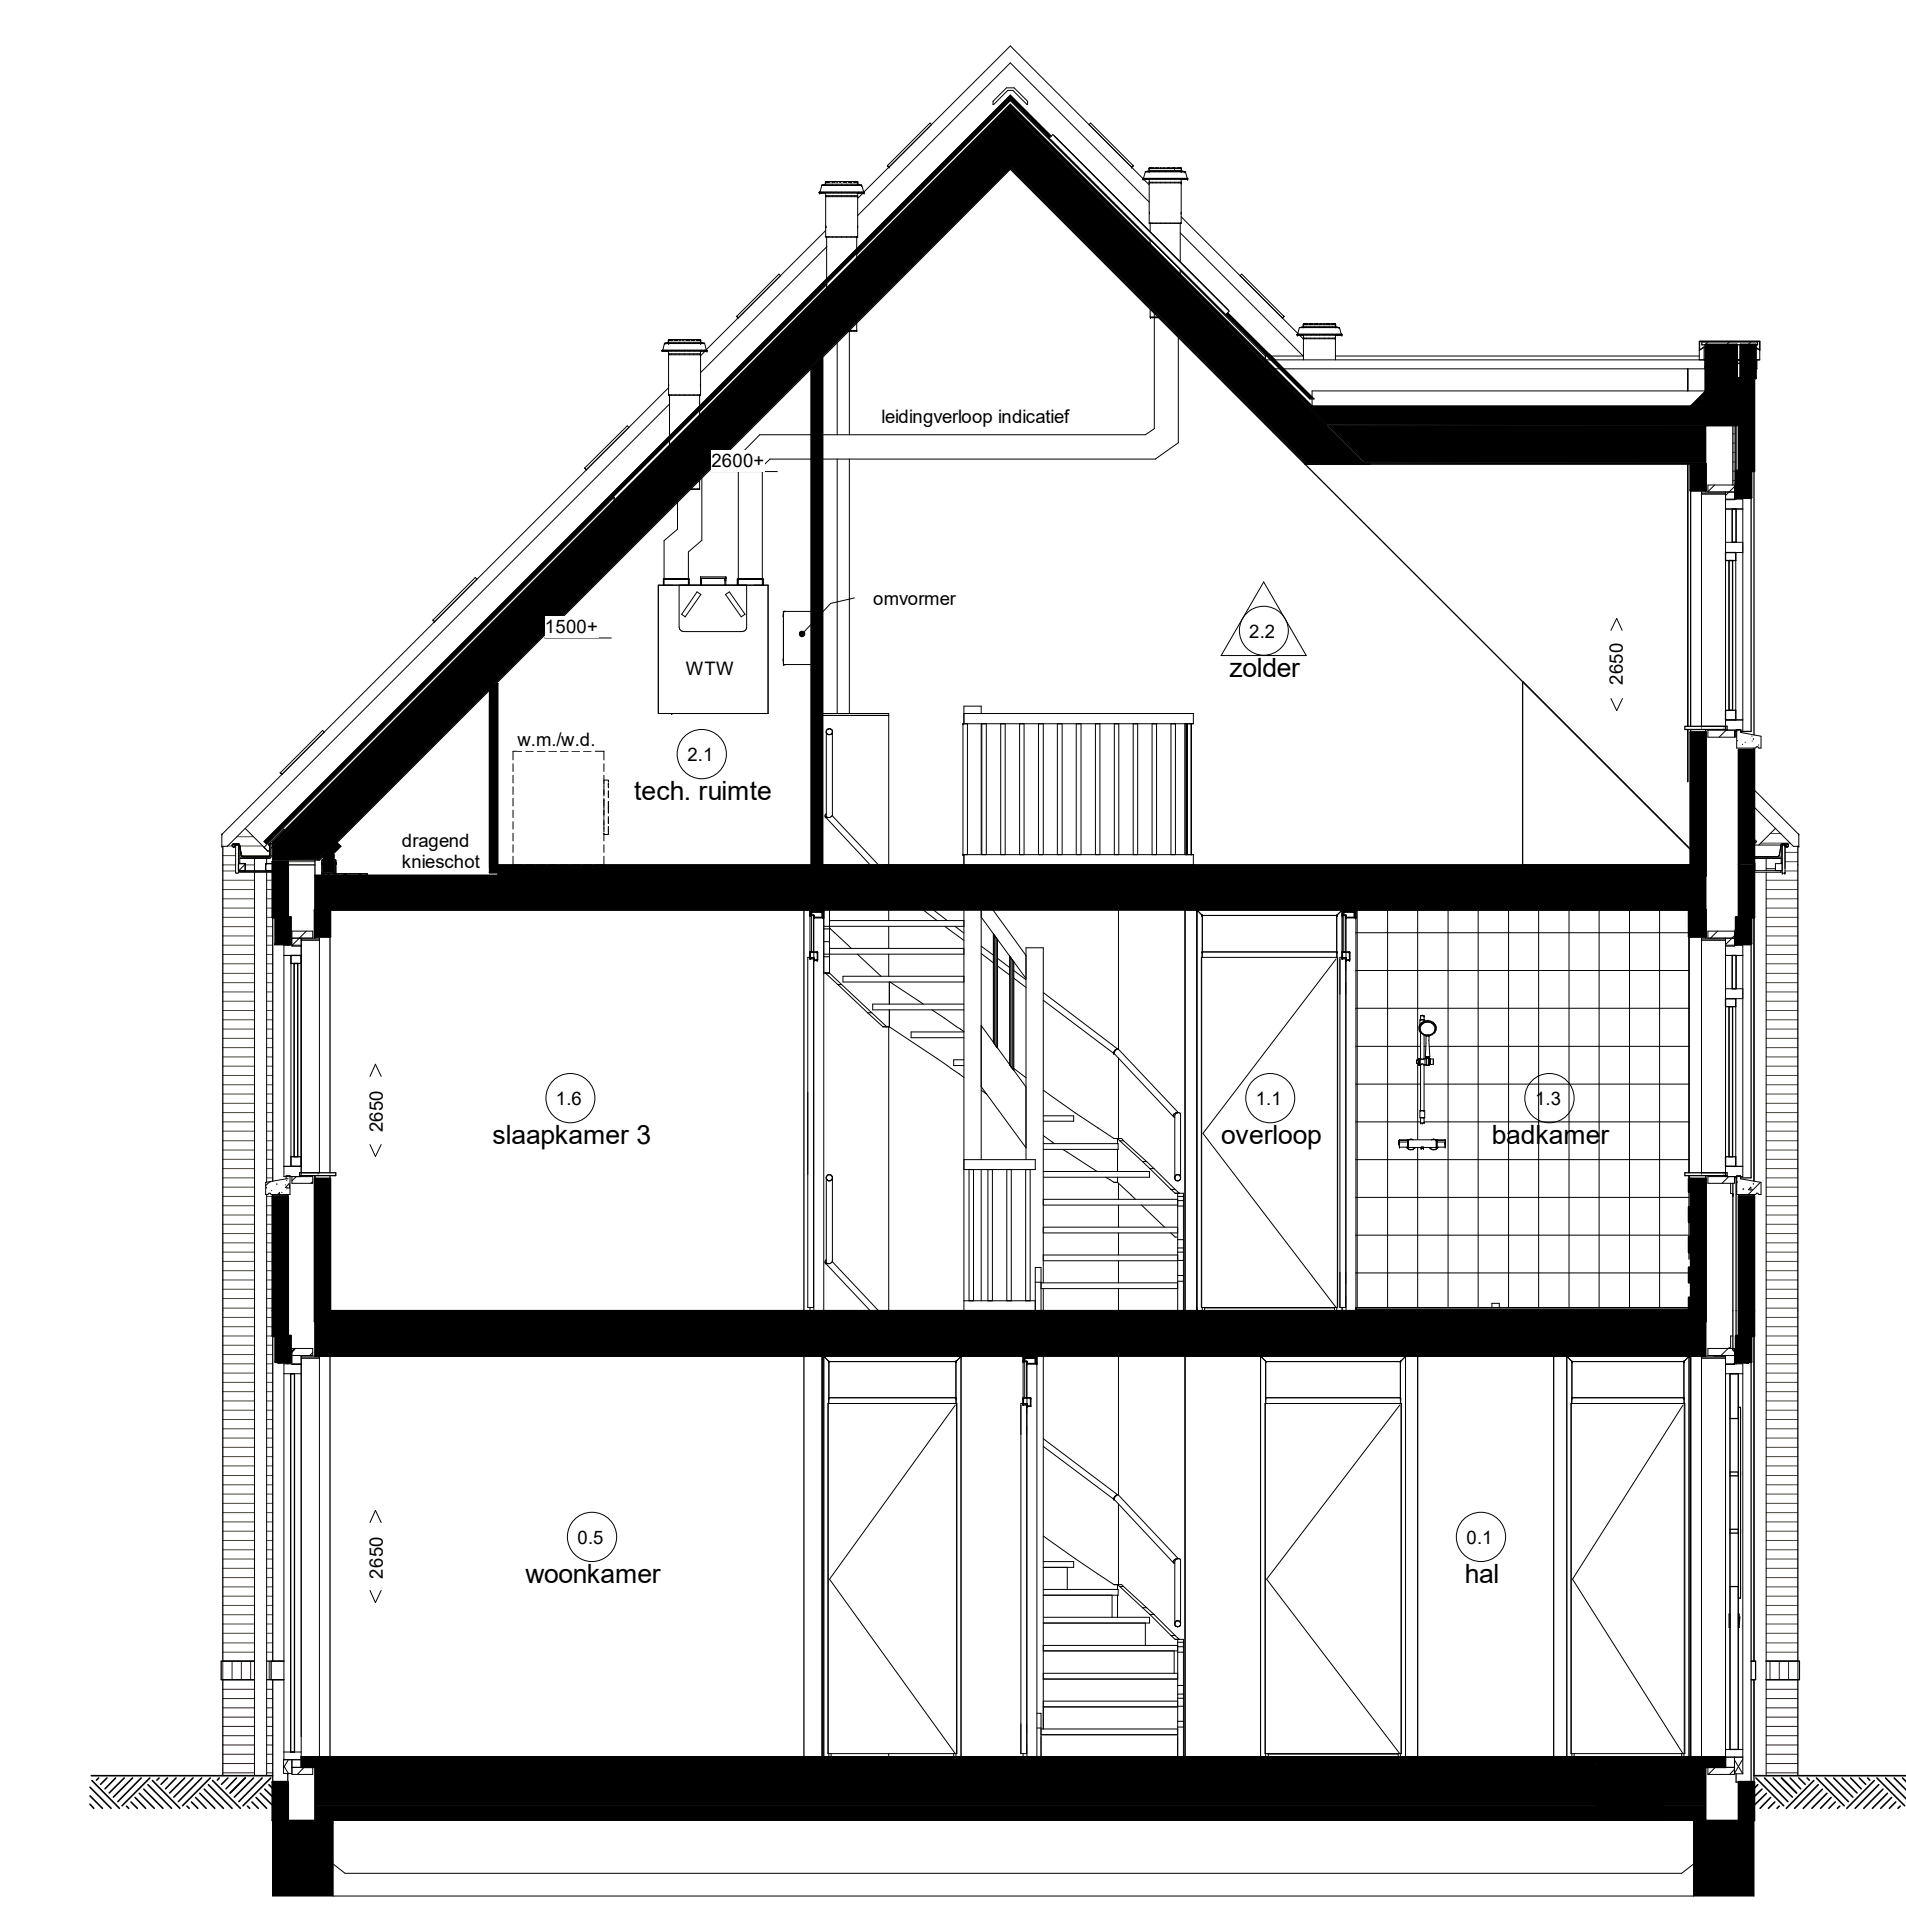 leidingverloop indicatief
2600+
omvormer
1500+
WTW
2.2
zolder
< 2650 >
w.m./w.d.
2.1
tech. ruimte
dragend
knieschot
< 2650 >
1.6
slaapkamer 3
1.1
overloop
1.3
badkamer
< 2650 >
0.5
woonkamer
0.1
hal